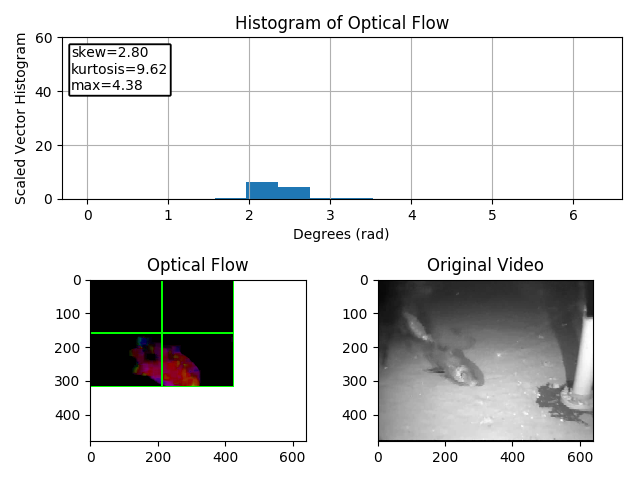 Histogram of Optical Flow
60
40
20
0
Scaled Vector Histogram
skew=2.80
kurtosis=9.62
max=4.38
0 1 2 3 4 5 6
Degrees (rad)
Optical Flow
0
100
200
300
400
0 200 400 600
Original Video
0
100
200
300
400
0 200 400 600